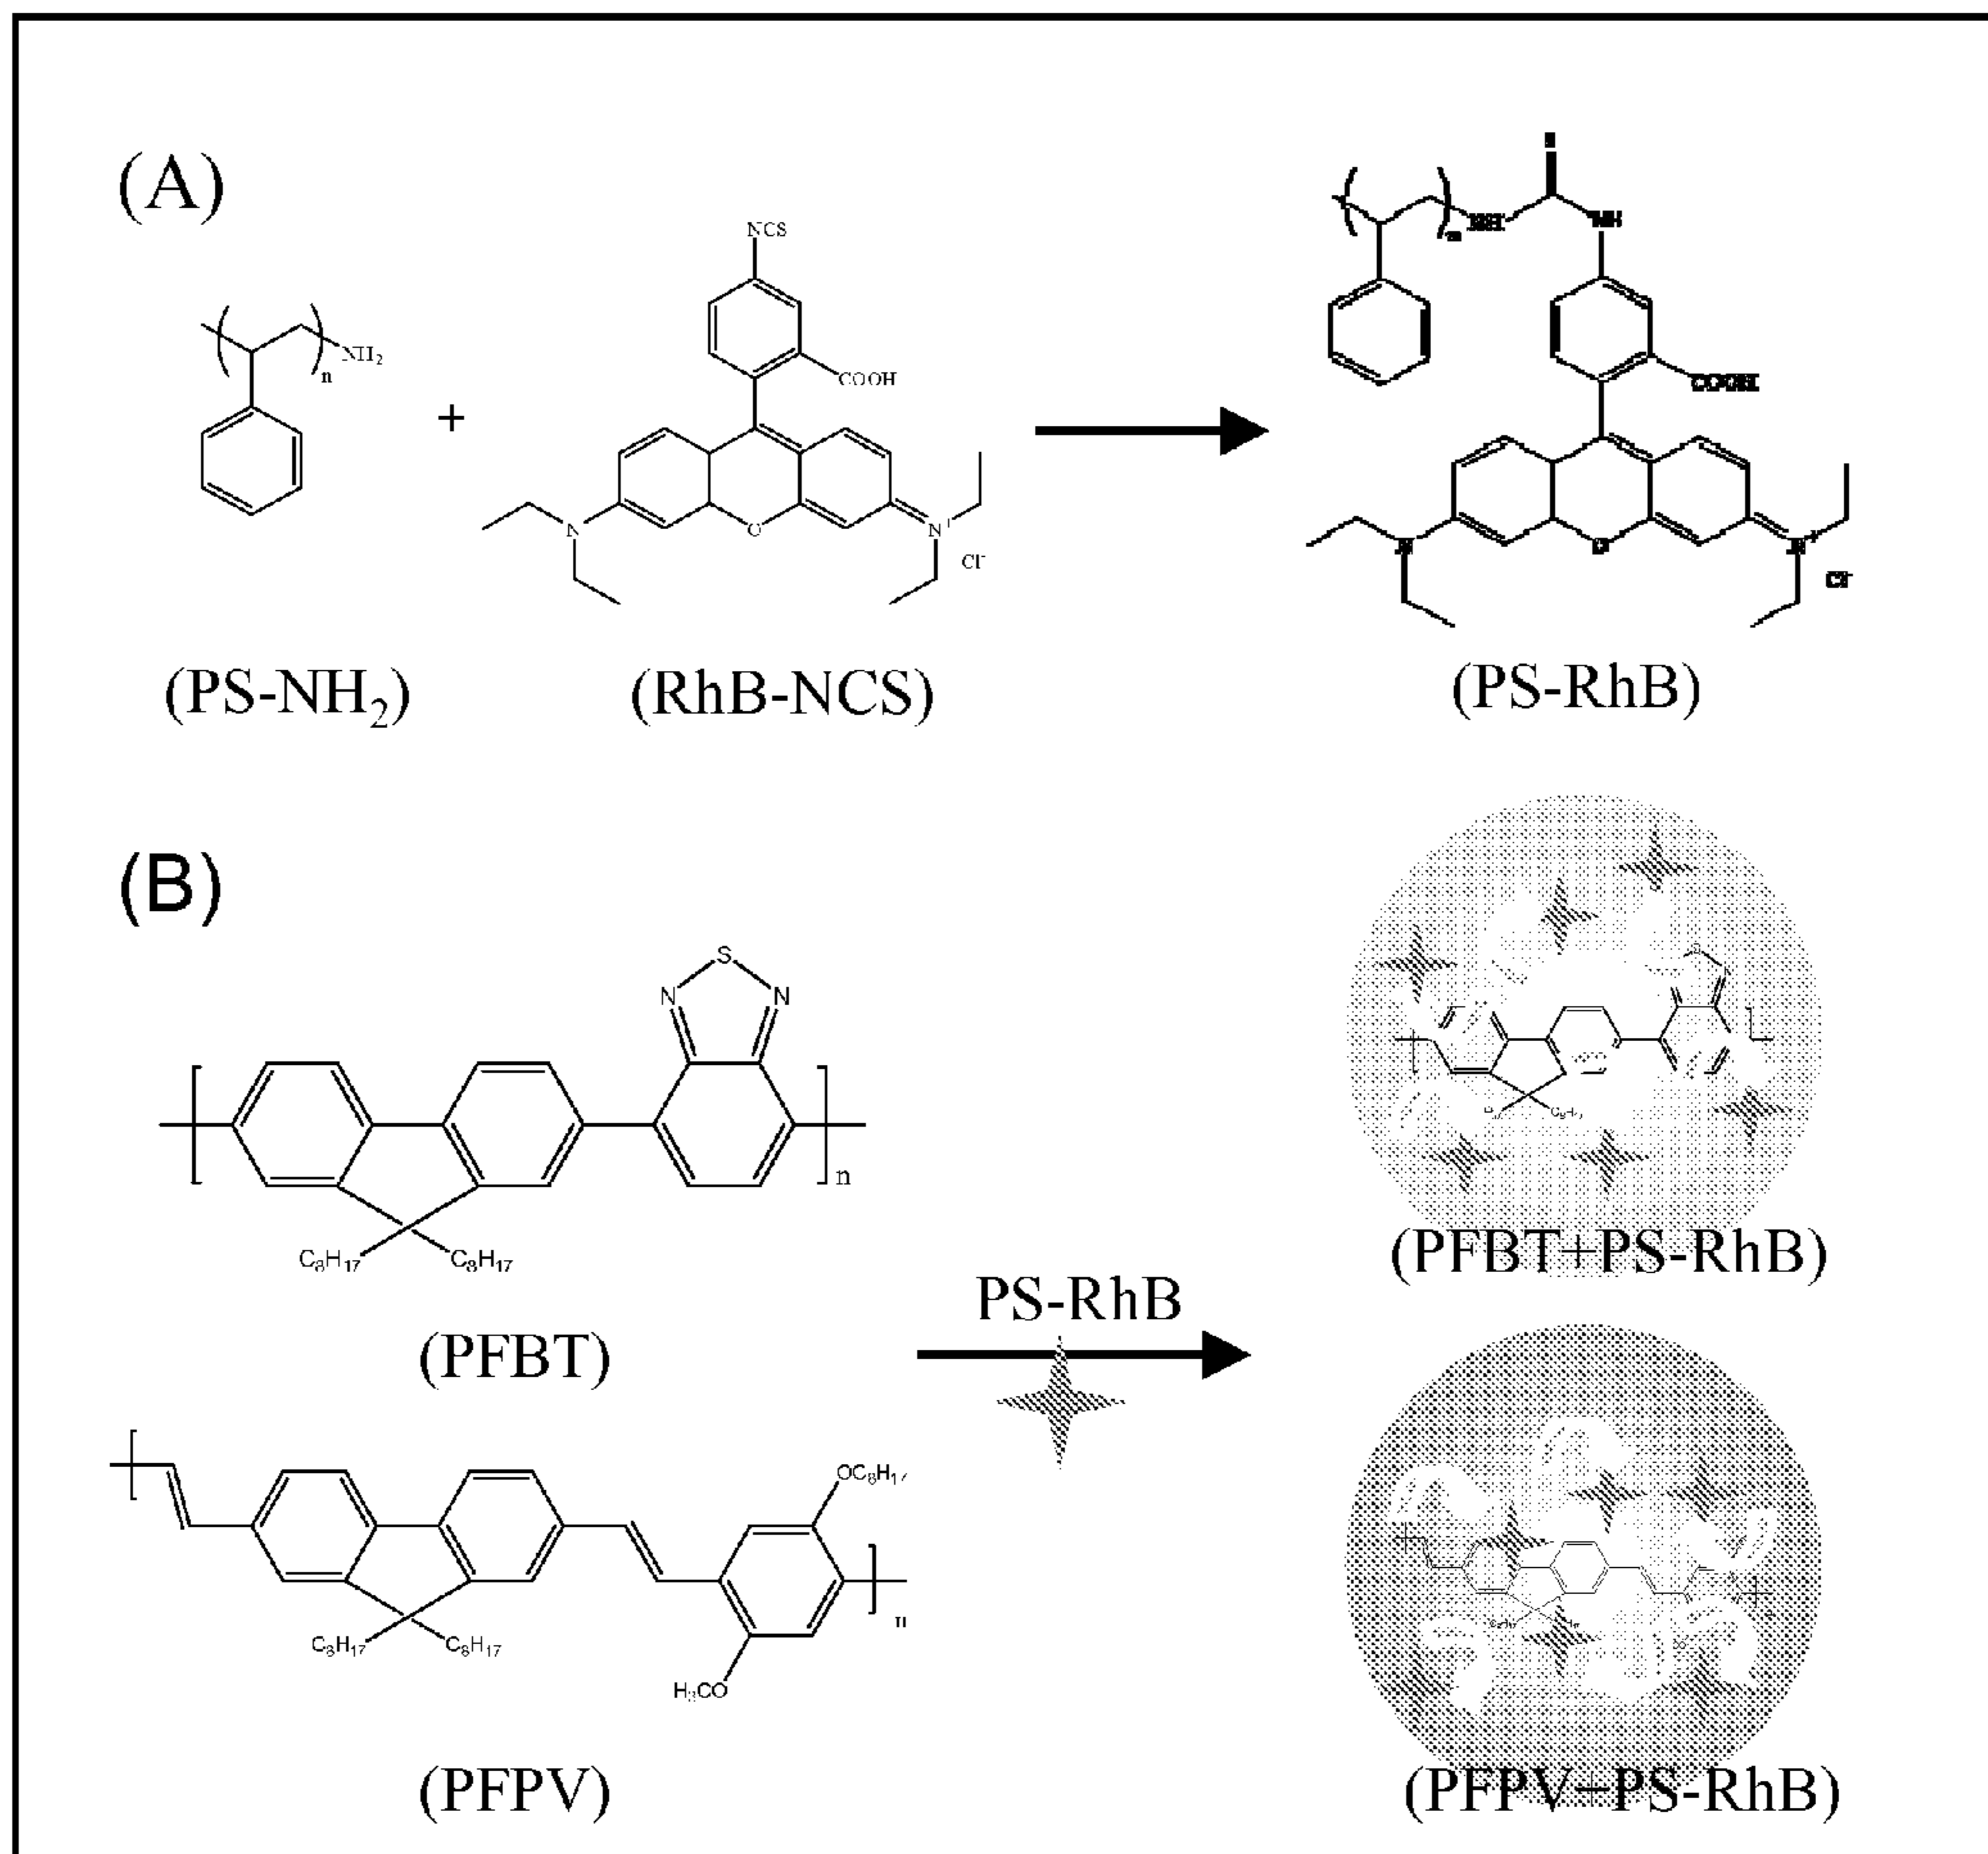 (A)
NCS
NH₂
n
COOH
+
N
O
N⁺
Cl⁻
(PS-NH₂)
(RhB-NCS)
NH
NH
COOH
N
O
N⁺
Cl⁻
(PS-RhB)
(B)
S
N
N
n
C₈H₁₇
C₈H₁₇
(PFBT)
OC₈H₁₇
n
C₈H₁₇
C₈H₁₇
H₃CO
(PFPV)
PS-RhB
C₈H₁₇
(PFBT+PS-RhB)
(PFPV+PS-RhB)